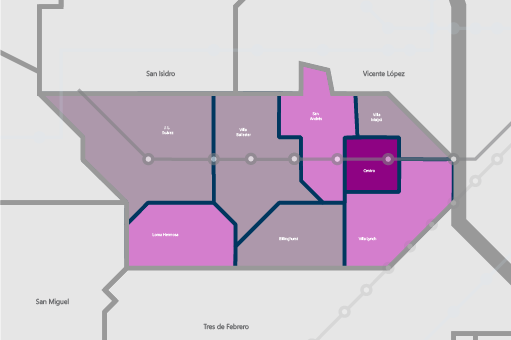 San Isidro
Vicente López
San
Andrés
Villa
Maipú
J. L.
Suárez
Villa
Ballester
Centro
Loma Hermosa
Billinghurst
Villa Lynch
San Miguel
Tres de Febrero